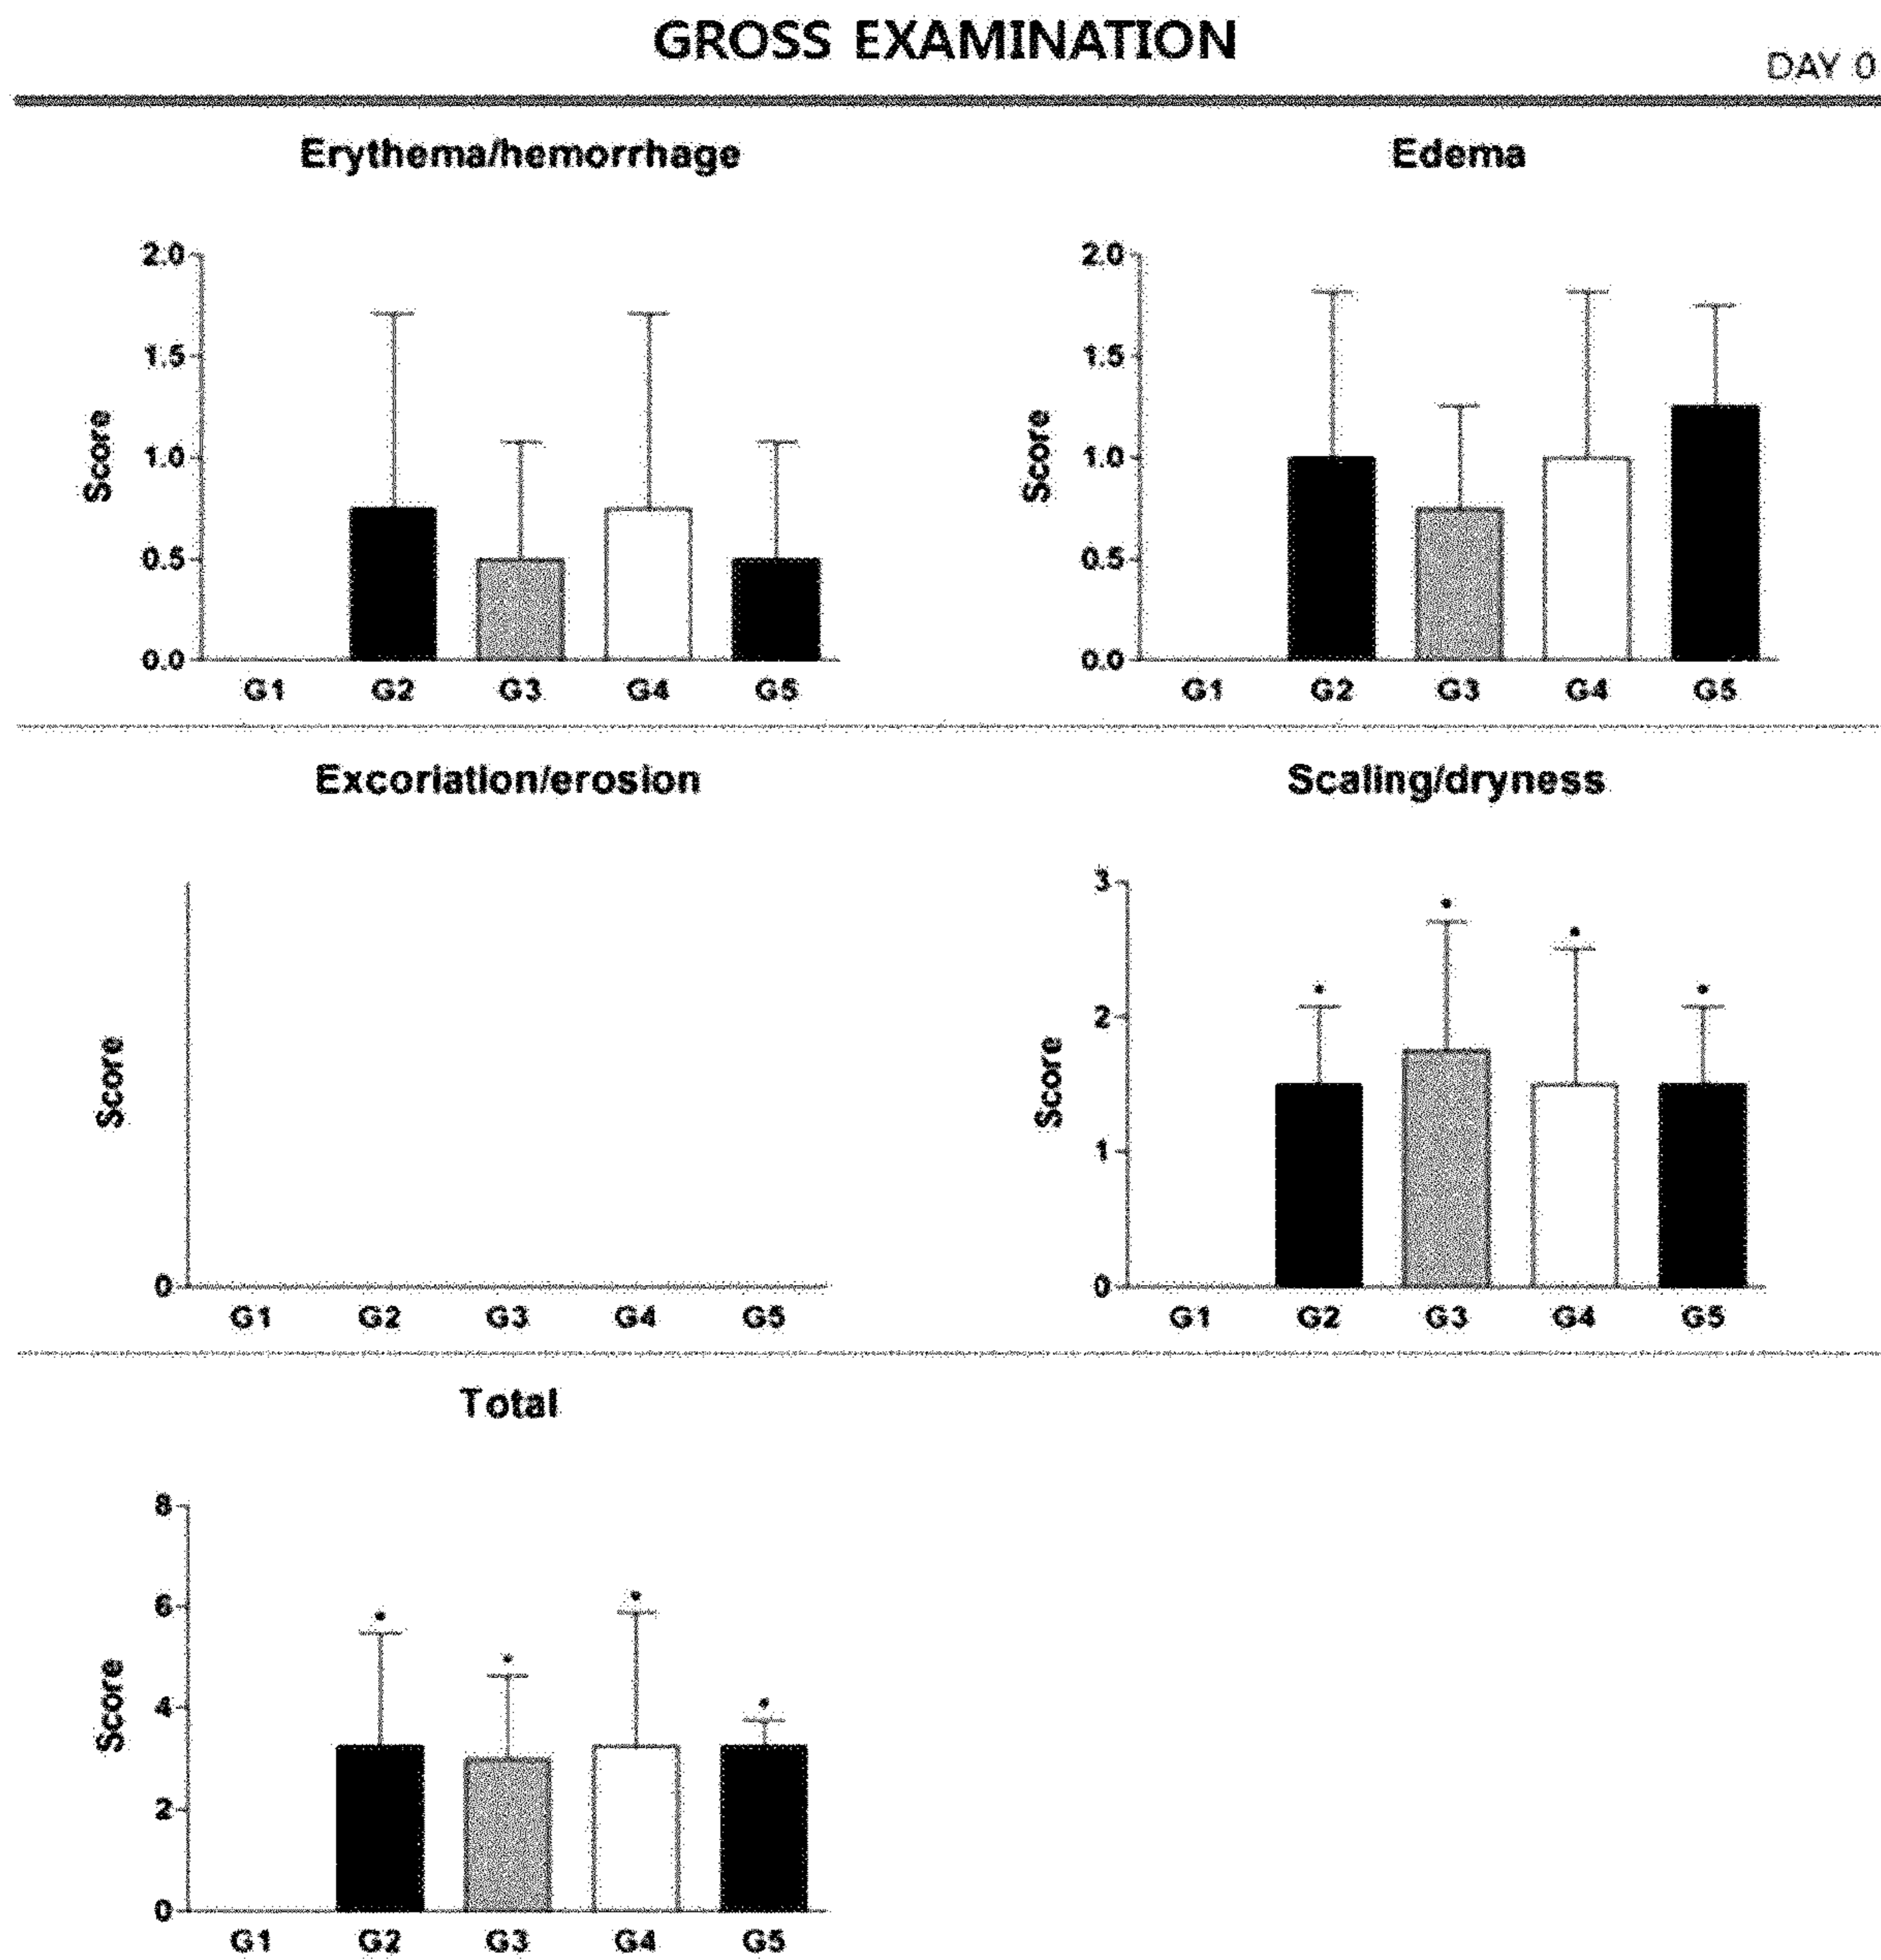 GROSS EXAMINATION
DAY 0
Erythema/hemorrhage
Score
2.0
1.5
1.0
0.5
0.0
G1 G2 G3 G4 G5
Edema
Score
2.0
1.5
1.0
0.5
0.0
G1 G2 G3 G4 G5
Excoriation/erosion
Score
0
G1 G2 G3 G4 G5
Scaling/dryness
Score
3
2
1
0
G1 G2 G3 G4 G5
Total
Score
8
6
4
2
0
G1 G2 G3 G4 G5